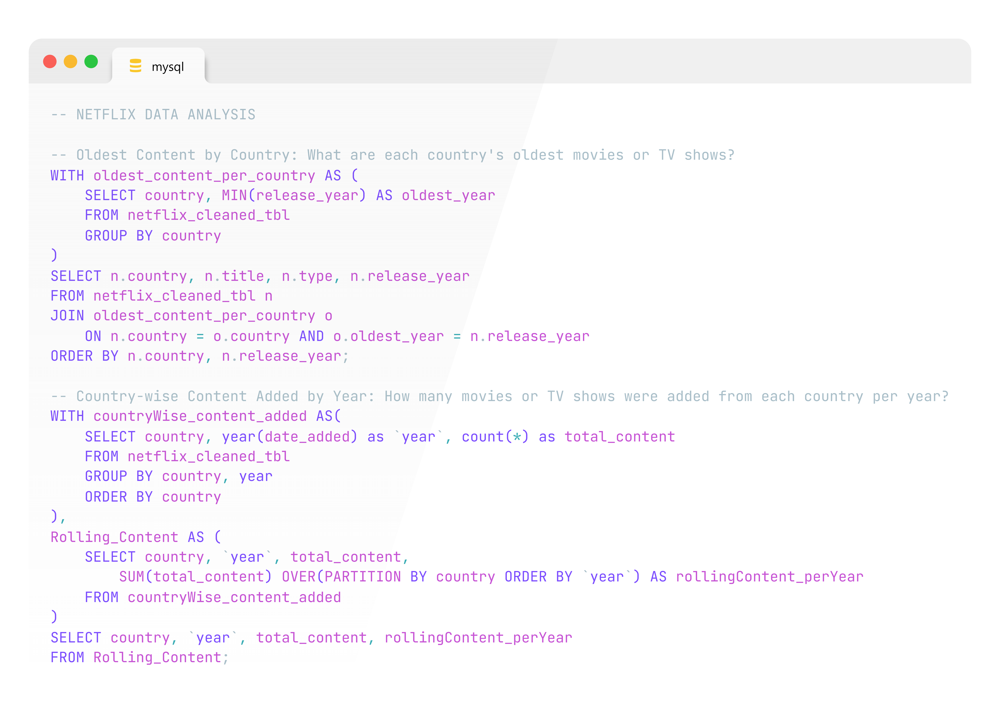 mysql
-- NETFLIX DATA ANALYSIS
-- Oldest Content by Country: What are each country's oldest movies or TV shows?
WITH oldest_content_per_country AS (
    SELECT country, MIN(release_year) AS oldest_year
    FROM netflix_cleaned_tbl
    GROUP BY country
)
SELECT n.country, n.title, n.type, n.release_year
FROM netflix_cleaned_tbl n
JOIN oldest_content_per_country o
    ON n.country = o.country AND o.oldest_year = n.release_year
ORDER BY n.country, n.release_year;
-- Country-wise Content Added by Year: How many movies or TV shows were added from each country per year?
WITH countryWise_content_added AS(
    SELECT country, year(date_added) as `year`, count(*) as total_content
    FROM netflix_cleaned_tbl
    GROUP BY country, year
    ORDER BY country
),
Rolling_Content AS (
    SELECT country, `year`, total_content,
        SUM(total_content) OVER(PARTITION BY country ORDER BY `year`) AS rollingContent_perYear
    FROM countryWise_content_added
)
SELECT country, `year`, total_content, rollingContent_perYear
FROM Rolling_Content;